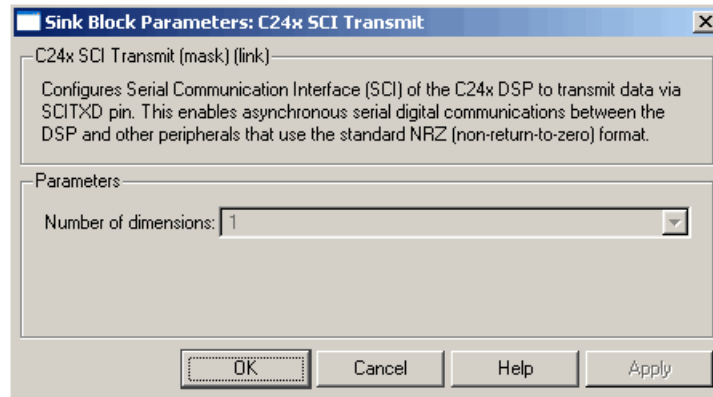 Sink Block Parameters: C24x SCI Transmit
C24x SCI Transmit (mask) (link)
Configures Serial Communication Interface (SCI) of the C24x DSP to transmit data via
SCITXD pin. This enables asynchronous serial digital communications between the
DSP and other peripherals that use the standard NRZ (non-return-to-zero) format.
Parameters
Number of dimensions: 1
OK Cancel Help Apply